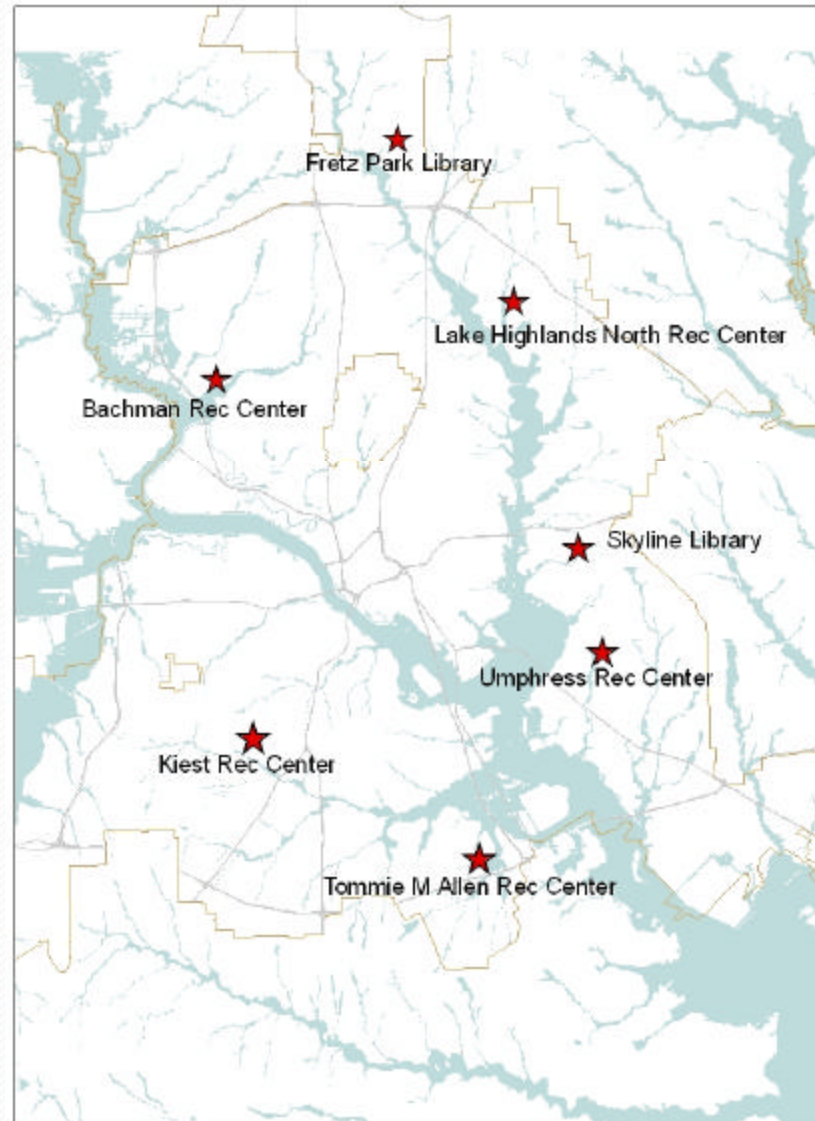 Fretz Park Library
Lake Highlands North Rec Center
Bachman Rec Center
Skyline Library
Umphress Rec Center
Kiest Rec Center
Tommie M Allen Rec Center